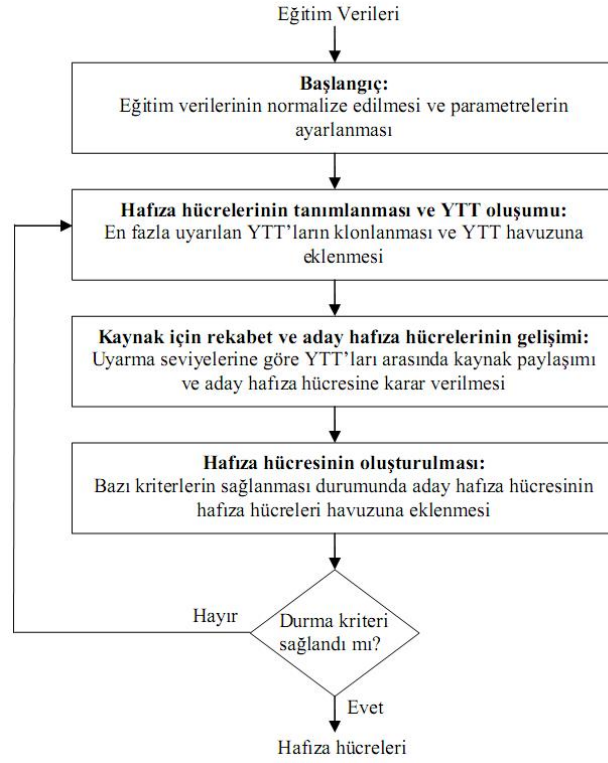 Eğitim Verileri
Başlangıç:
Eğitim verilerinin normalize edilmesi ve parametrelerin
ayarlanması
Hafıza hücrelerinin tanımlanması ve YTT oluşumu:
En fazla uyarılan YTT’ların klonlanması ve YTT havuzuna
eklenmesi
Kaynak için rekabet ve aday hafıza hücrelerinin gelişimi:
Uyarma seviyelerine göre YTT’ları arasında kaynak paylaşımı
ve aday hafıza hücresine karar verilmesi
Hafıza hücresinin oluşturulması:
Bazı kriterlerin sağlanması durumunda aday hafıza hücresinin
hafıza hücreleri havuzuna eklenmesi
Hayır
Durma kriteri
sağlandı mı?
Evet
Hafıza hücreleri